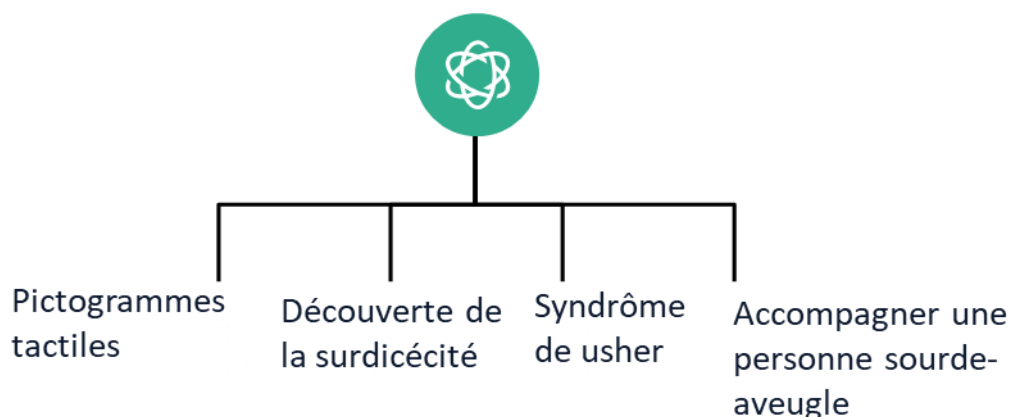 Pictogrammes
tactiles
Découverte de
la surdicécité
Syndrôme
de usher
Accompagner une
personne sourde-
aveugle